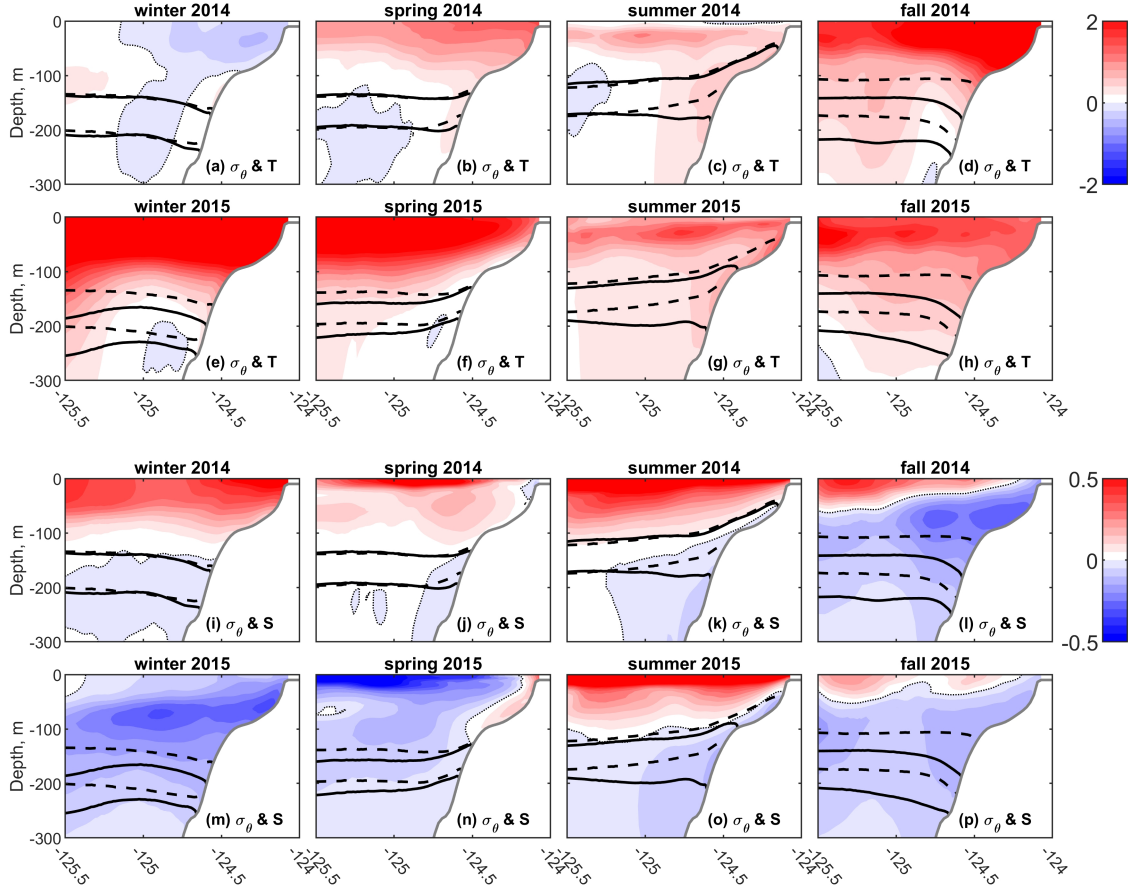 winter 2014 spring 2014 summer 2014 fall 2014
Depth, m
0
-100
-200
-300
(a) σθ & T
(b) σθ & T
(c) σθ & T
(d) σθ & T
2
0
-2
winter 2015 spring 2015 summer 2015 fall 2015
Depth, m
0
-100
-200
-300
(e) σθ & T
(f) σθ & T
(g) σθ & T
(h) σθ & T
-125.5 -125 -124.5 -125.5 -125 -124.5 -125.5 -125 -124.5 -124 -125.5 -125 -124.5 -124
winter 2014 spring 2014 summer 2014 fall 2014
Depth, m
0
-100
-200
-300
(i) σθ & S
(j) σθ & S
(k) σθ & S
(l) σθ & S
0.5
0
-0.5
winter 2015 spring 2015 summer 2015 fall 2015
Depth, m
0
-100
-200
-300
(m) σθ & S
(n) σθ & S
(o) σθ & S
(p) σθ & S
-125.5 -125 -124.5 -125.5 -125 -124.5 -125.5 -125 -124.5 -124 -125.5 -125 -124.5 -124